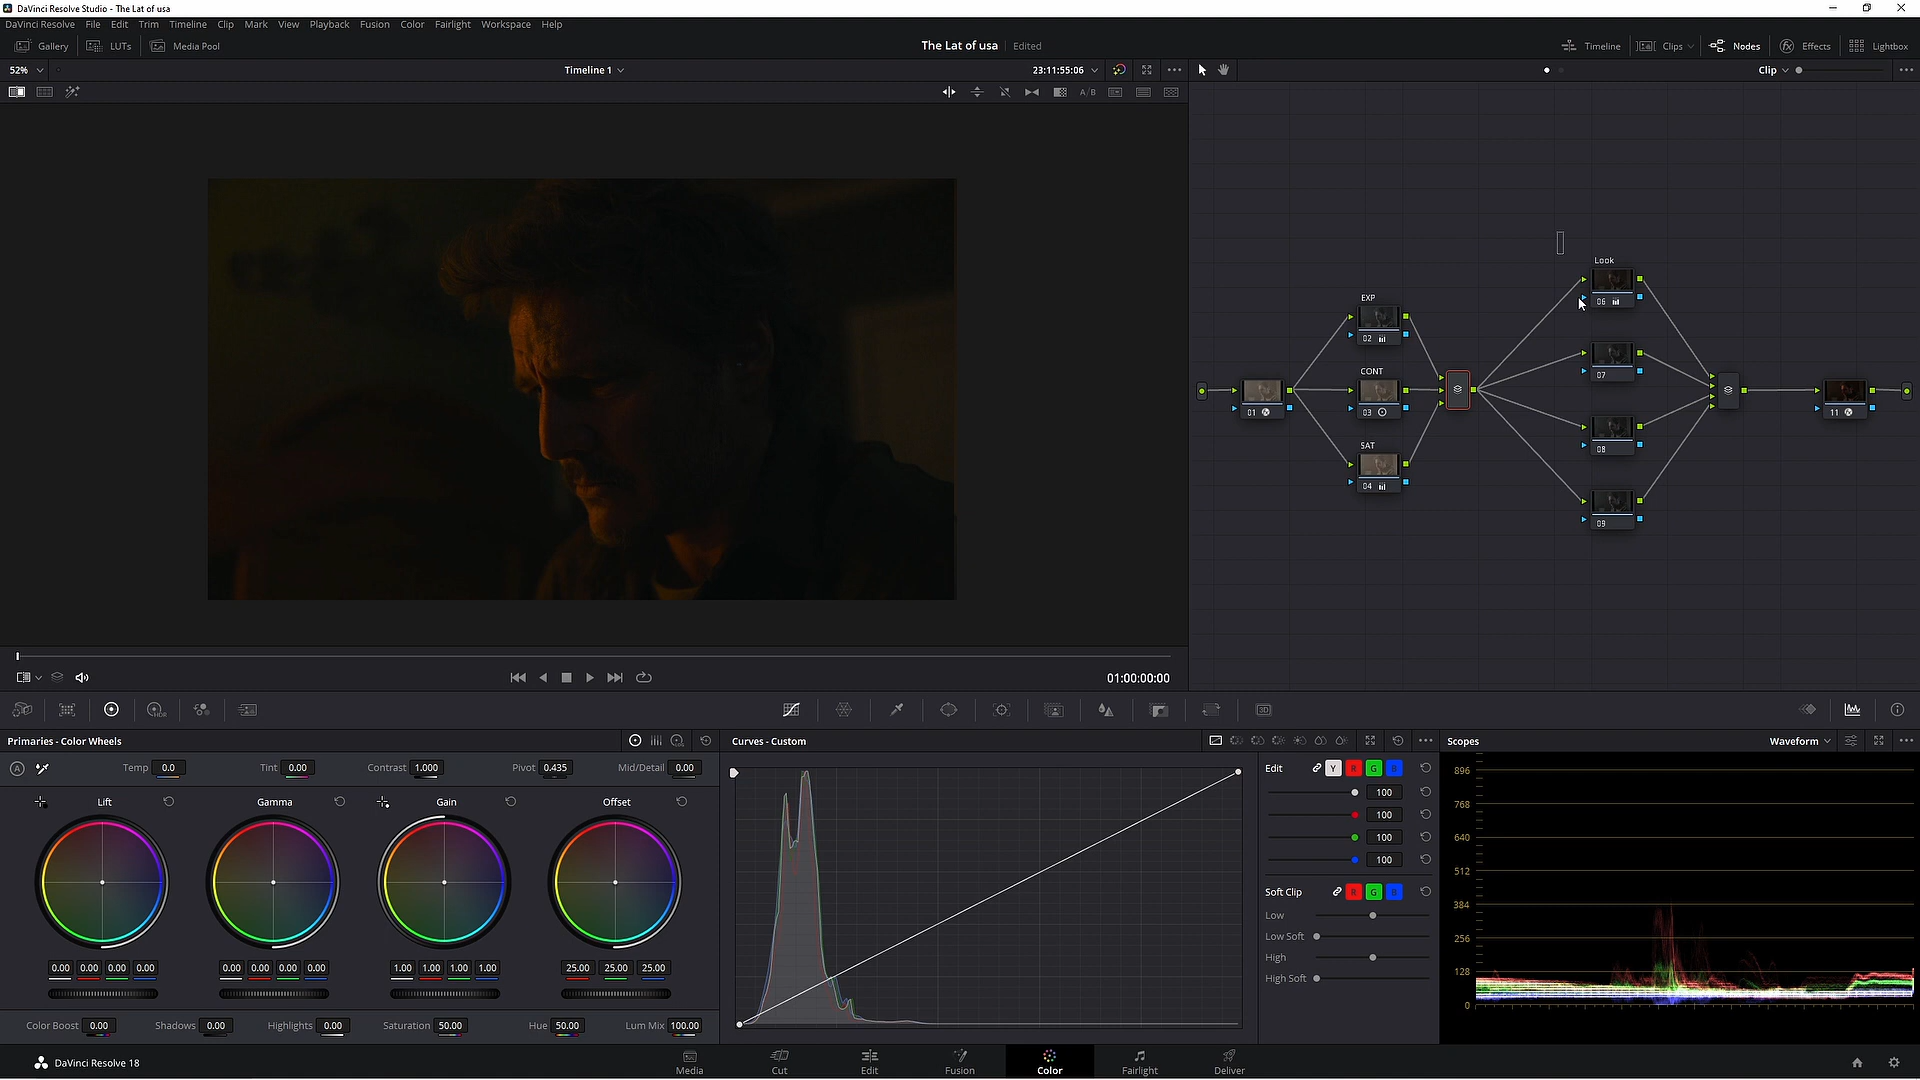 DaVinci Resolve Studio - The Lat of usa
DaVinci Resolve File Edit Trim Timeline Clip Mark View Playback Fusion Color Fairlight Workspace Help
Gallery LUTs Media Pool The Lat of usa Edited Timeline Clips Nodes Effects Lightbox
52% Timeline 1 23:11:55:06 Clip
A/B
Look
06
EXP
02
07
CONT
01 03 11
SAT
08
04
09
01:00:00:00
HDR 3D
Primaries - Color Wheels Curves - Custom Scopes Waveform
A Temp 0.0 Tint 0.00 Contrast 1.000 Pivot 0.435 Mid/Detail 0.00 Edit Y R G B
896
Lift Gamma Gain Offset 100
768
100
640
100
100
512
Soft Clip R G B
384
Low
Low Soft
256
High
0.00 0.00 0.00 0.00 0.00 0.00 0.00 0.00 1.00 1.00 1.00 1.00 25.00 25.00 25.00
128
High Soft
0
Color Boost 0.00 Shadows 0.00 Highlights 0.00 Saturation 50.00 Hue 50.00 Lum Mix 100.00
DaVinci Resolve 18 Media Cut Edit Fusion Color Fairlight Deliver